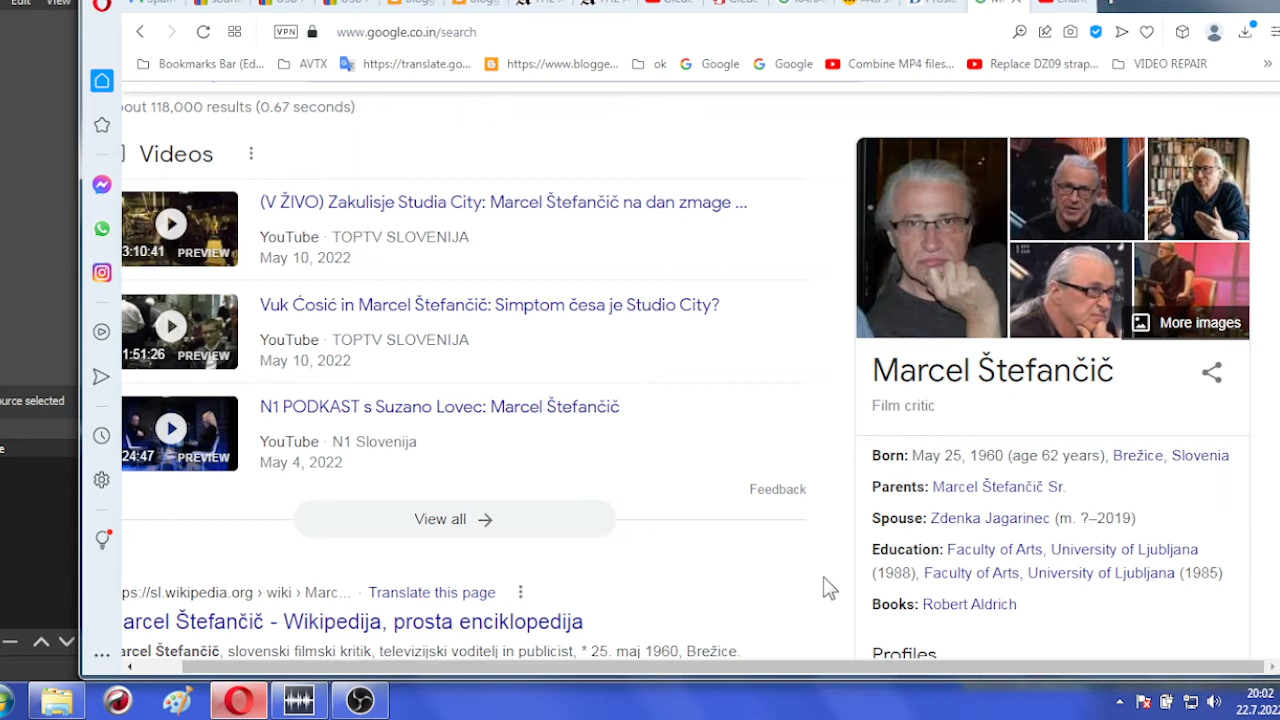 Edit View
VPN www.google.co.in/search
Bookmarks Bar (Ed... AVTX https://translate.go... https://www.blogge... ok Google Google Combine MP4 files... Replace DZ09 strap... VIDEO REPAIR »
out 118,000 results (0.67 seconds)
Videos
(V ŽIVO) Zakulisje Studia City: Marcel Štefančič na dan zmage ...
YouTube · TOPTV SLOVENIJA
3:10:41 PREVIEW
May 10, 2022
Vuk Ćosić in Marcel Štefančič: Simptom česa je Studio City?
YouTube · TOPTV SLOVENIJA
1:51:26 PREVIEW
May 10, 2022
N1 PODKAST s Suzano Lovec: Marcel Štefančič
YouTube · N1 Slovenija
24:47 PREVIEW
May 4, 2022
Feedback
View all
ps://sl.wikipedia.org › wiki › Marc... Translate this page
arcel Štefančič - Wikipedija, prosta enciklopedija
arcel Štefančič, slovenski filmski kritik, televizijski voditelj in publicist, * 25. maj 1960, Brežice.
More images
Marcel Štefančič
Film critic
Born: May 25, 1960 (age 62 years), Brežice, Slovenia
Parents: Marcel Štefančič Sr.
Spouse: Zdenka Jagarinec (m. ?–2019)
Education: Faculty of Arts, University of Ljubljana
(1988), Faculty of Arts, University of Ljubljana (1985)
Books: Robert Aldrich
Profiles
ource selected
e
20:02
22.7.2022